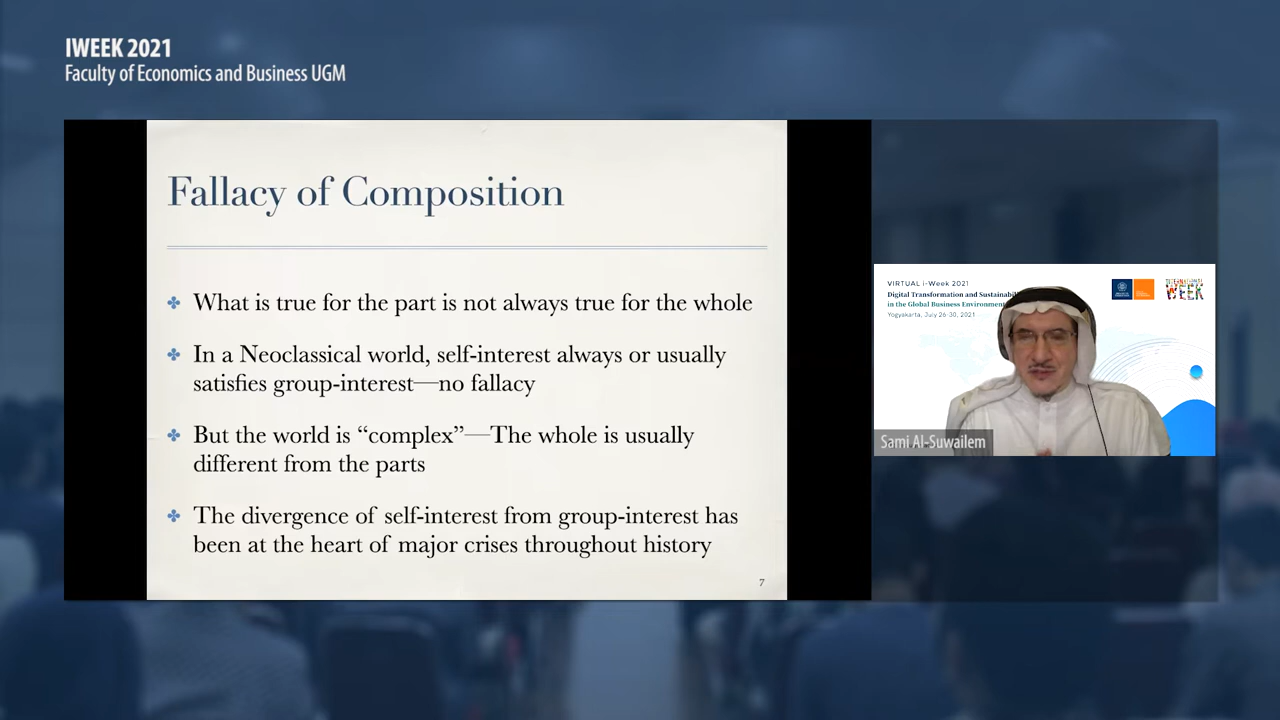 IWEEK 2021
Faculty of Economics and Business UGM
Fallacy of Composition
What is true for the part is not always true for the whole
In a Neoclassical world, self-interest always or usually
satisfies group-interest—no fallacy
But the world is “complex”—The whole is usually
different from the parts
The divergence of self-interest from group-interest has
been at the heart of major crises throughout history
7
VIRTUAL i-Week 2021
Digital Transformation and
in the Global Business
Yogyakarta, July 26-30, 2021
INTERNATIONAL
WEEK
Sami Al-Suwailem